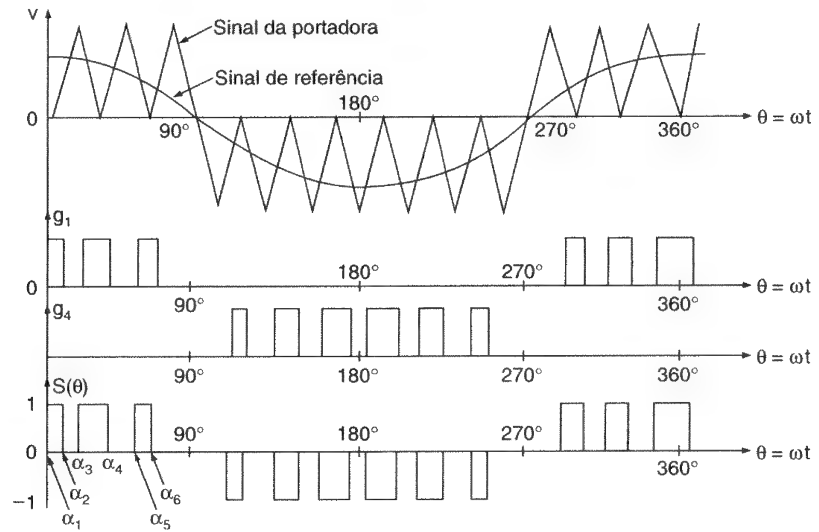 v
Sinal da portadora
Sinal de referência
180°
0
90°
270°
360°
θ = ωt
g1
180°
270°
0
90°
360°
θ = ωt
g4
90°
180°
270°
360°
θ = ωt
S(θ)
1
90°
180°
270°
0
360°
θ = ωt
α3
α4
α2
α6
−1
α1
α5